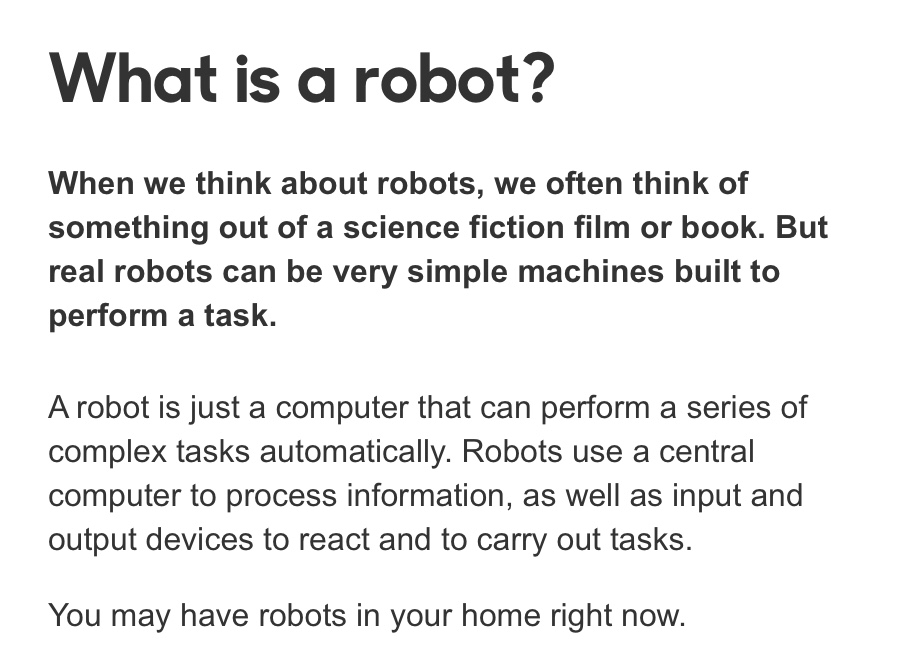 What is a robot?
When we think about robots, we often think of
something out of a science fiction film or book. But
real robots can be very simple machines built to
perform a task.
A robot is just a computer that can perform a series of
complex tasks automatically. Robots use a central
computer to process information, as well as input and
output devices to react and to carry out tasks.
You may have robots in your home right now.